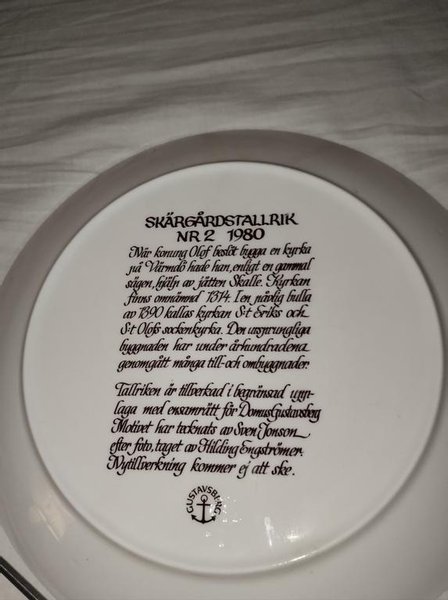 SKÄRGÅRDSTALLRIK
NR 2 1980
När konung Olof beslöt bygga en kyrka
på Värmdö hade han, enligt en gammal
sägen, hjälp av jätten Skalle. Kyrkan
finns omnämnd 1314. I en påvlig bulla
av 1390 kallas kyrkan S:t Eriks och
S:t Olofs sockenkyrka. Den ursprungliga
byggnaden har under århundradena
genomgått många till- och ombyggnader.
Tallriken är tillverkad i begränsad upp-
laga med ensamrätt för Domus Gustavsberg
Motivet har tecknats av Sven Jonson
efter foto, taget av Hilding Engströmer.
Nytillverkning kommer ej att ske.
GUSTAVSBERG